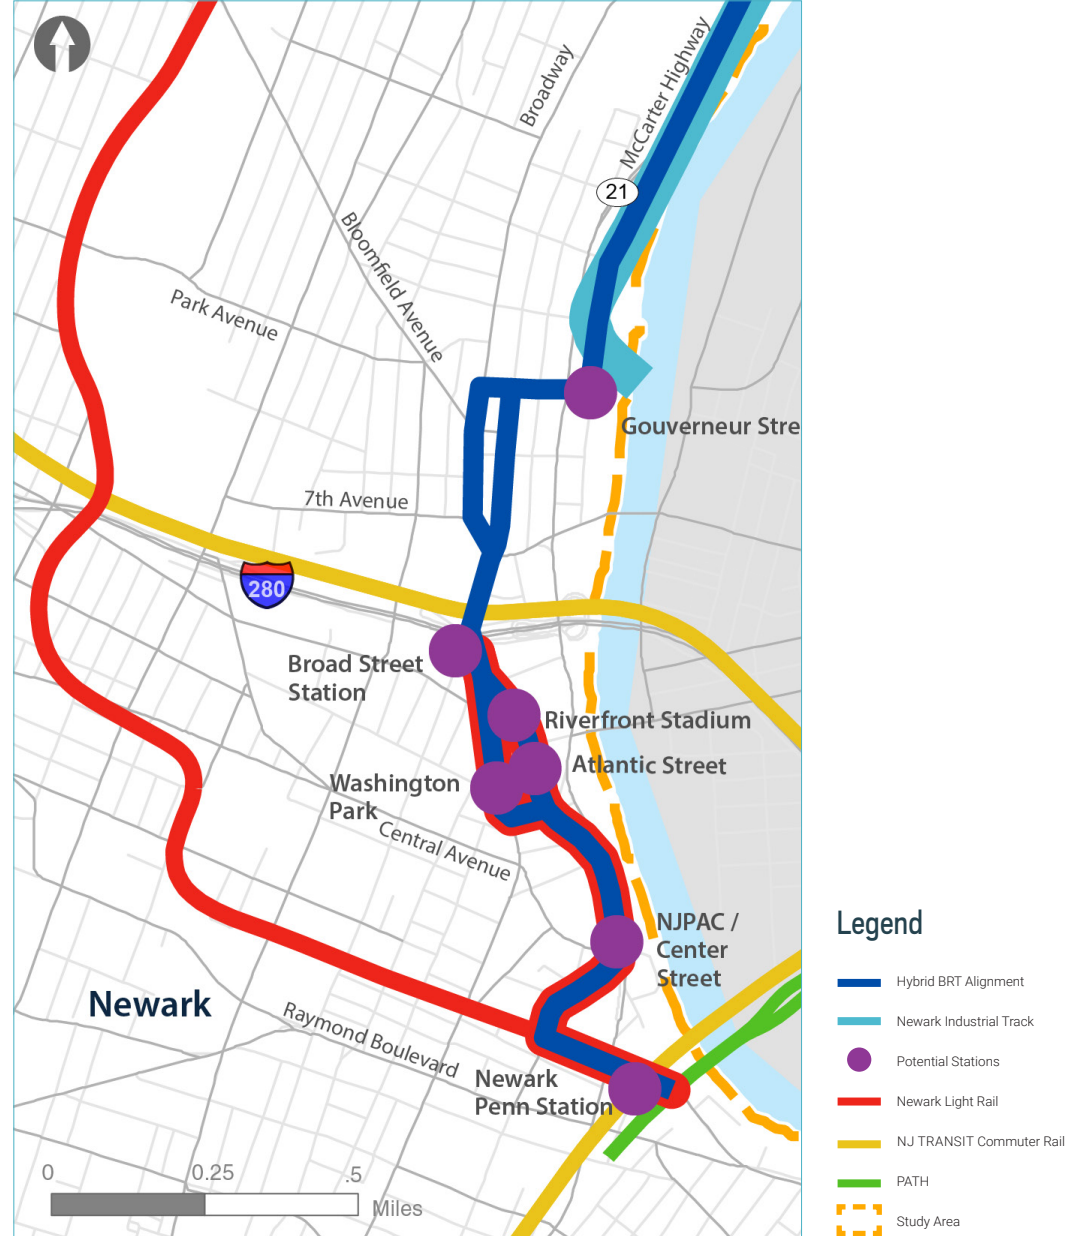 McCarter Highway
Broadway
21
Bloomfield Avenue
Park Avenue
Gouverneur Stre
7th Avenue
280
Broad Street
Station
Riverfront Stadium
Atlantic Street
Washington
Park
Central Avenue
NJPAC /
Center
Street
Newark
Raymond Boulevard
Newark
Penn Station
0 0.25 .5
Miles
Legend
Hybrid BRT Alignment
Newark Industrial Track
Potential Stations
Newark Light Rail
NJ TRANSIT Commuter Rail
PATH
Study Area